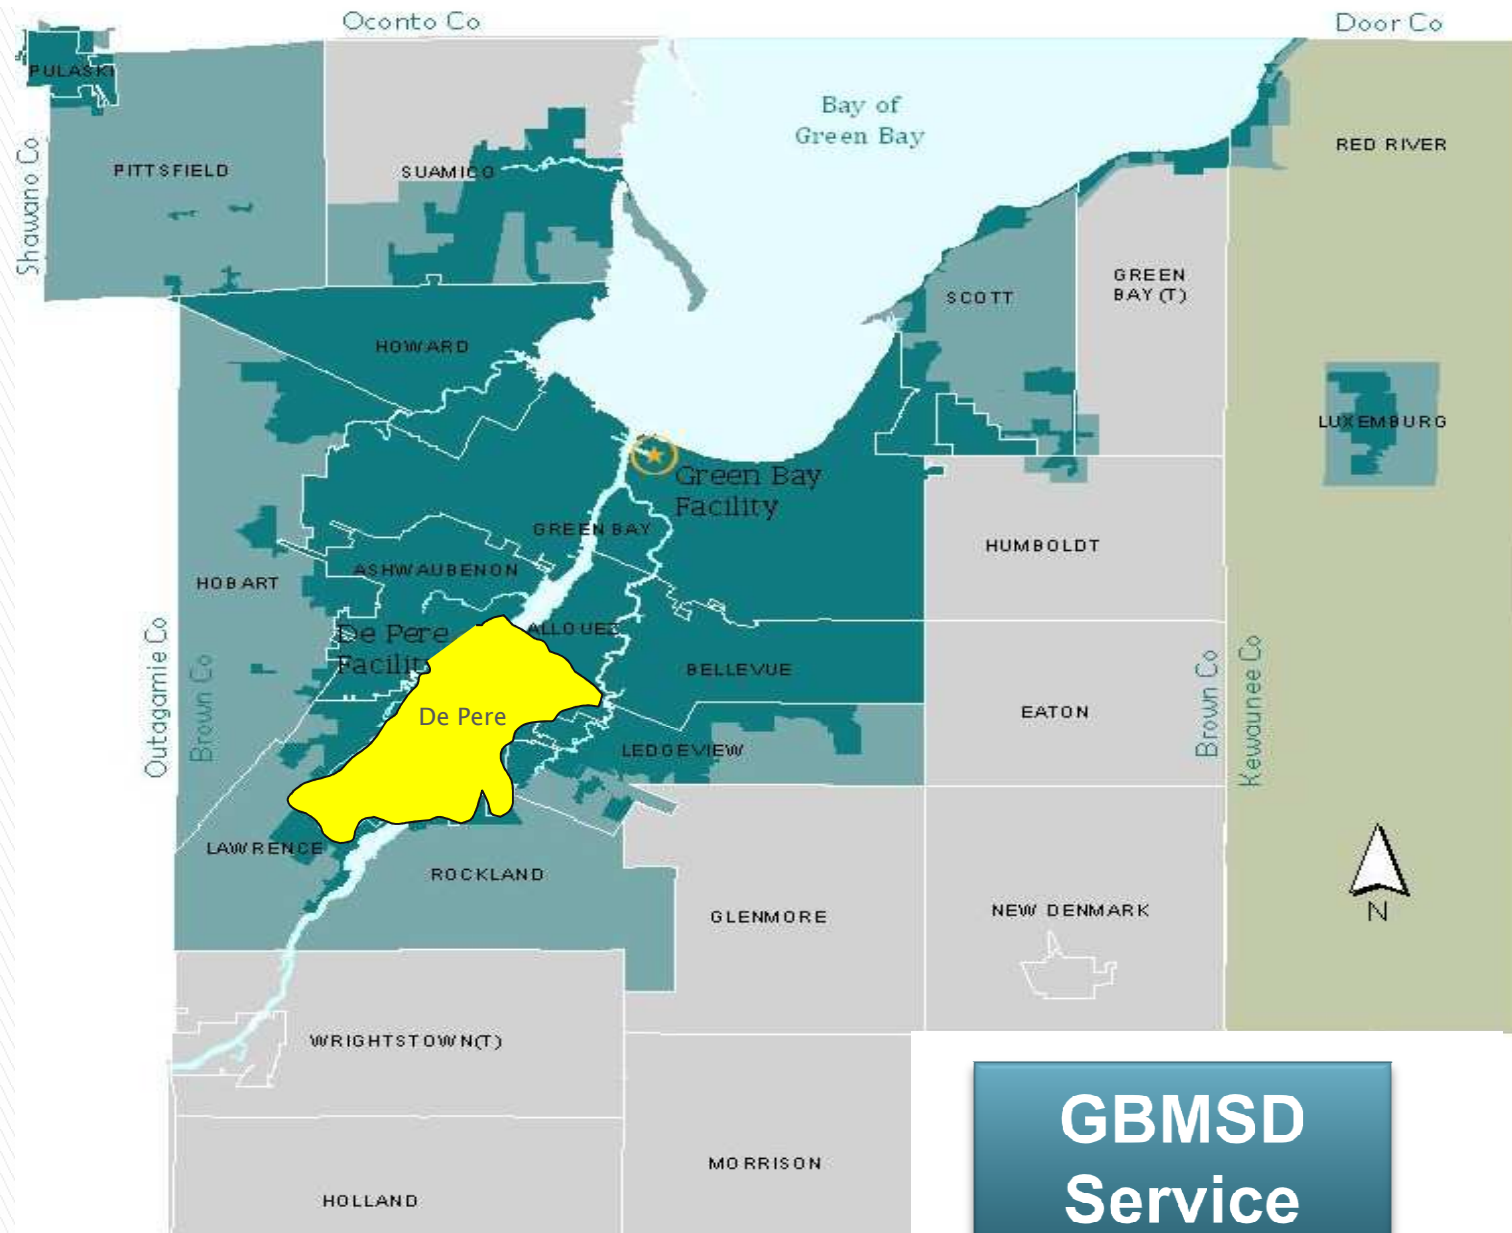 Oconto Co
Door Co
PULASKI
Bay of
Green Bay
RED RIVER
Shawano Co
PITTSFIELD
SUAMICO
GREEN
BAY (T)
SCOTT
HOWARD
LUXEMBURG
Green Bay
Facility
GREEN BAY
HUMBOLDT
ASHWAUBENON
HOBART
De Pere
ALLOUEZ
BELLEVUE
Outagamie Co
Brown Co
De Pere
EATON
Brown Co
Kewaunee Co
LEDGEVIEW
LAWRENCE
ROCKLAND
GLENMORE
NEW DENMARK
N
WRIGHTSTOWN(T)
MORRISON
HOLLAND
GBMSD
Service